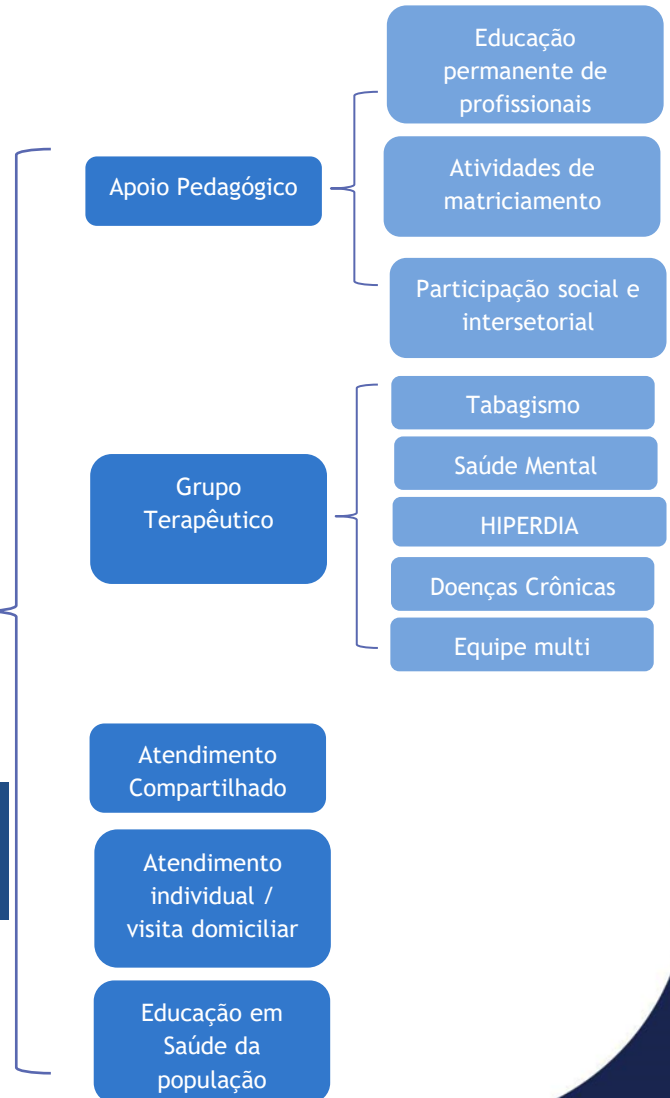 Apoio Pedagógico
Educação
permanente de
profissionais
Atividades de
matriciamento
Participação social e
intersetorial
Grupo
Terapêutico
Tabagismo
Saúde Mental
HIPERDIA
Doenças Crônicas
Equipe multi
Atendimento
Compartilhado
Atendimento
individual /
visita domiciliar
Educação em
Saúde da
população